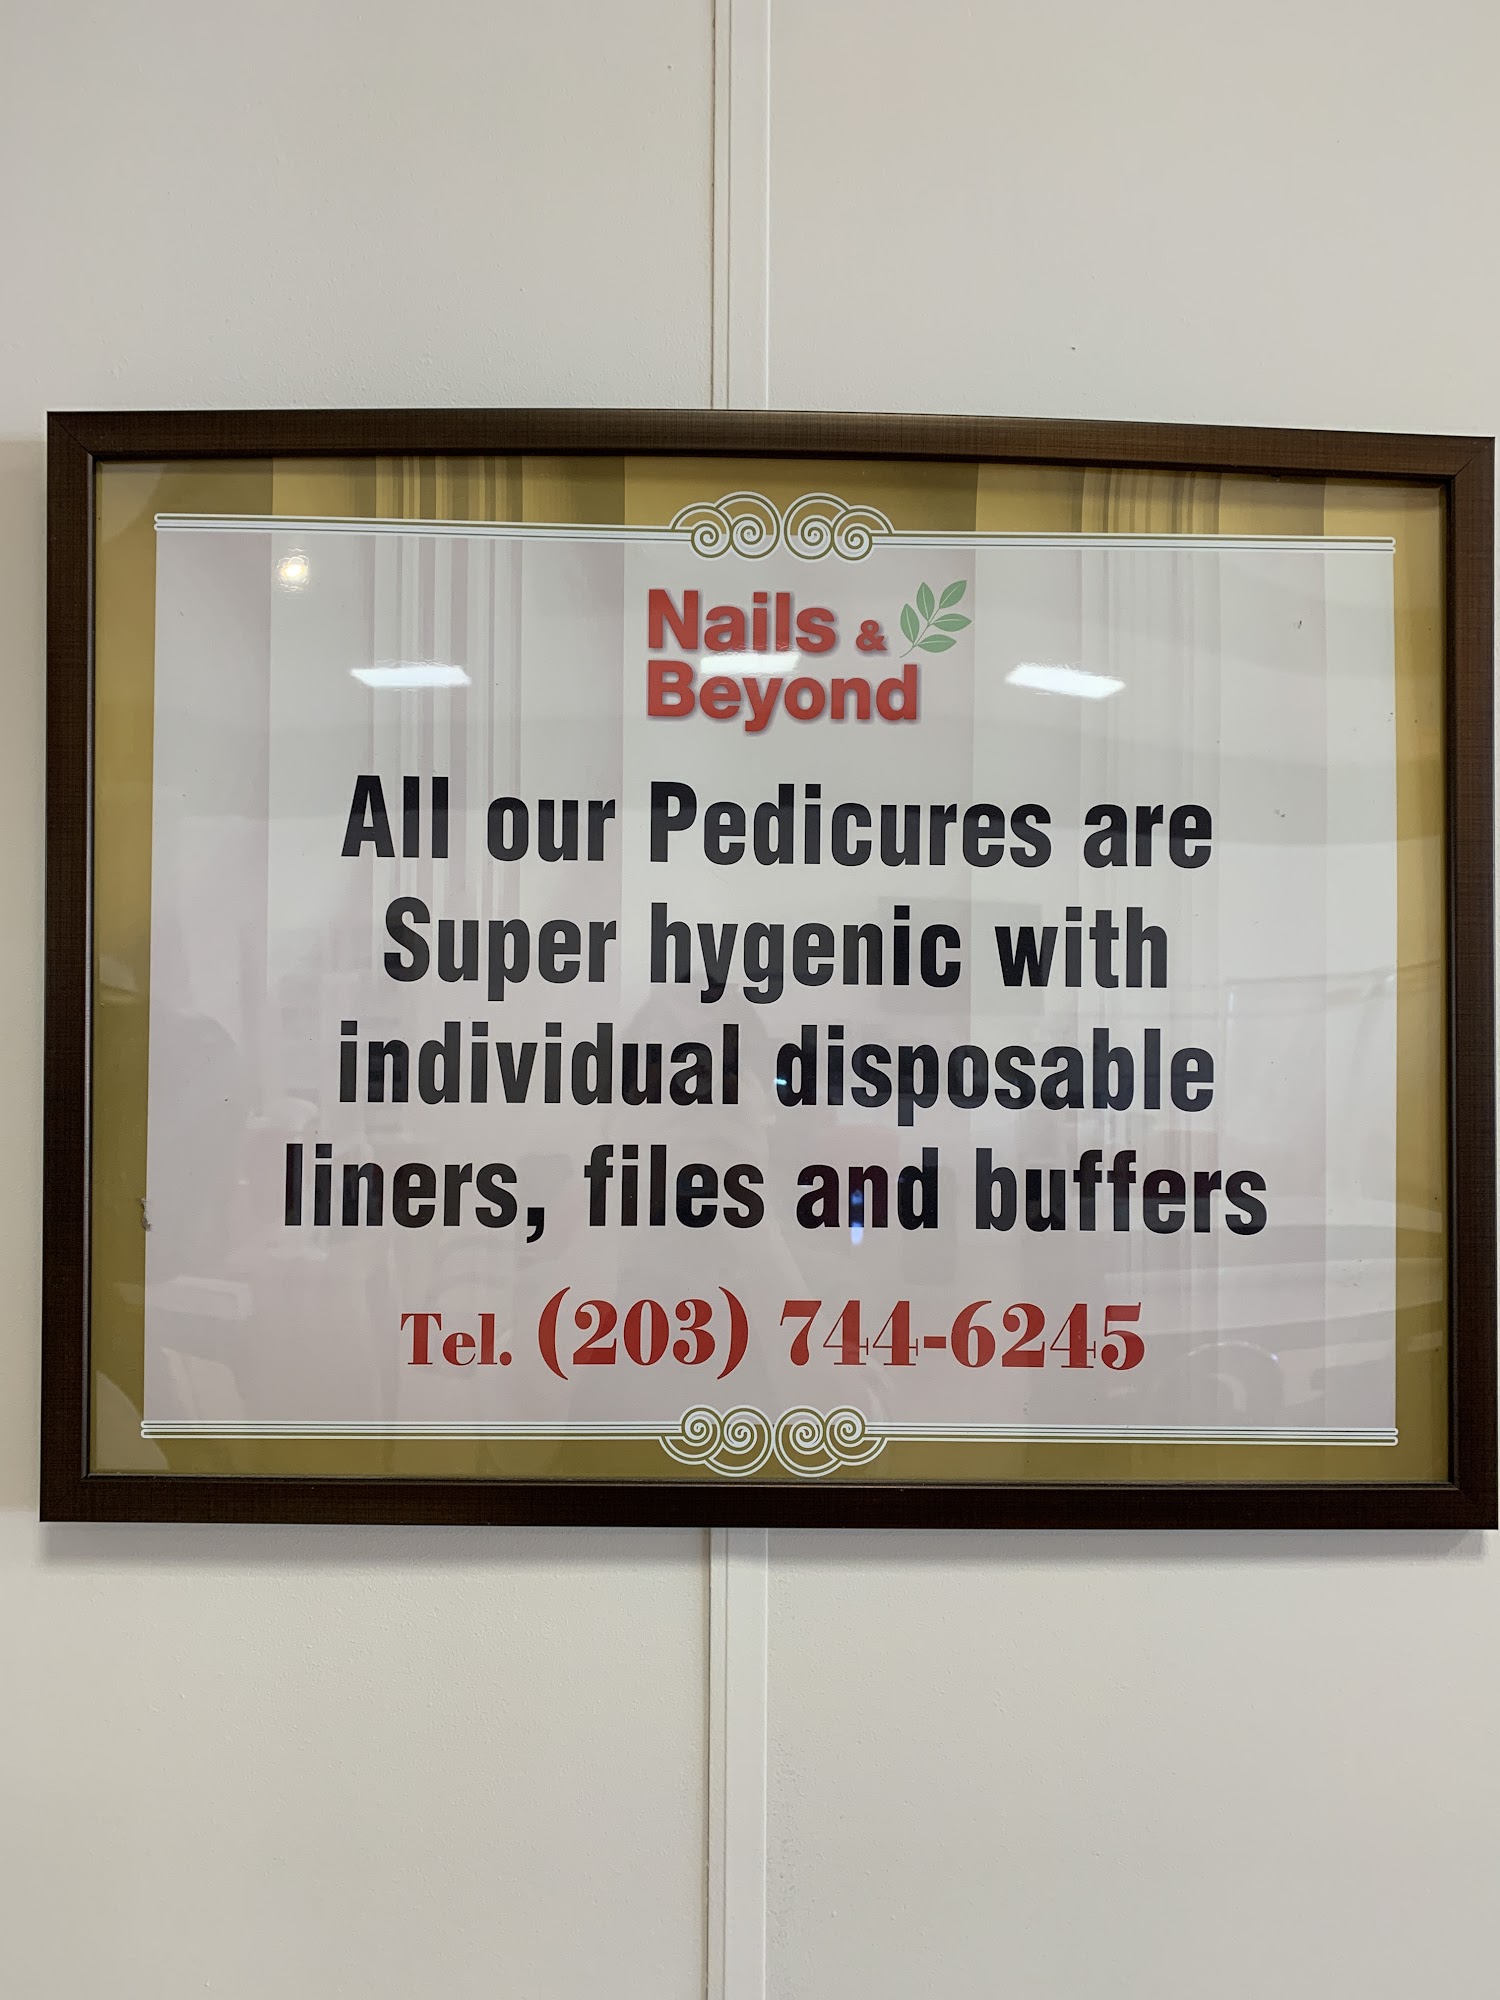 Nails &
Beyond
All our Pedicures are
Super hygenic with
individual disposable
liners, files and buffers
Tel. (203) 744-6245